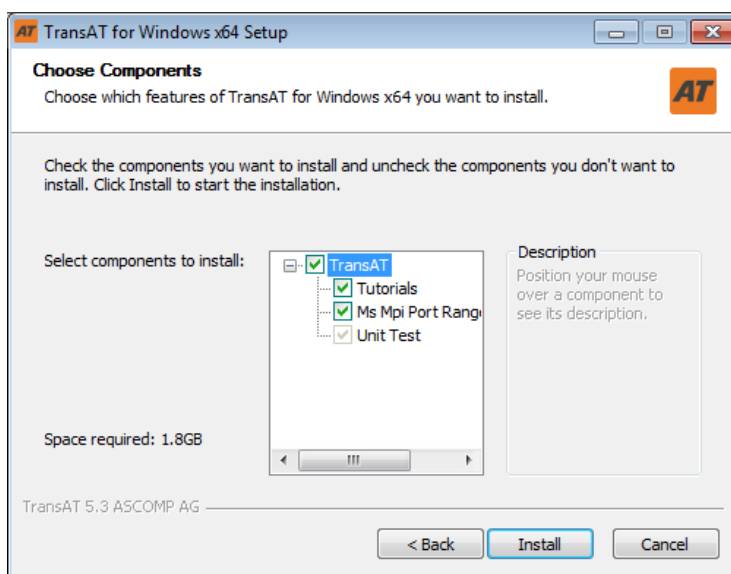 AT TransAT for Windows x64 Setup
Choose Components
Choose which features of TransAT for Windows x64 you want to install.
AT
Check the components you want to install and uncheck the components you don't want to
install. Click Install to start the installation.
Select components to install:
TransAT
Tutorials
Ms Mpi Port Rang
Unit Test
Description
Position your mouse
over a component to
see its description.
Space required: 1.8GB
TransAT 5.3 ASCOMP AG
< Back Install Cancel